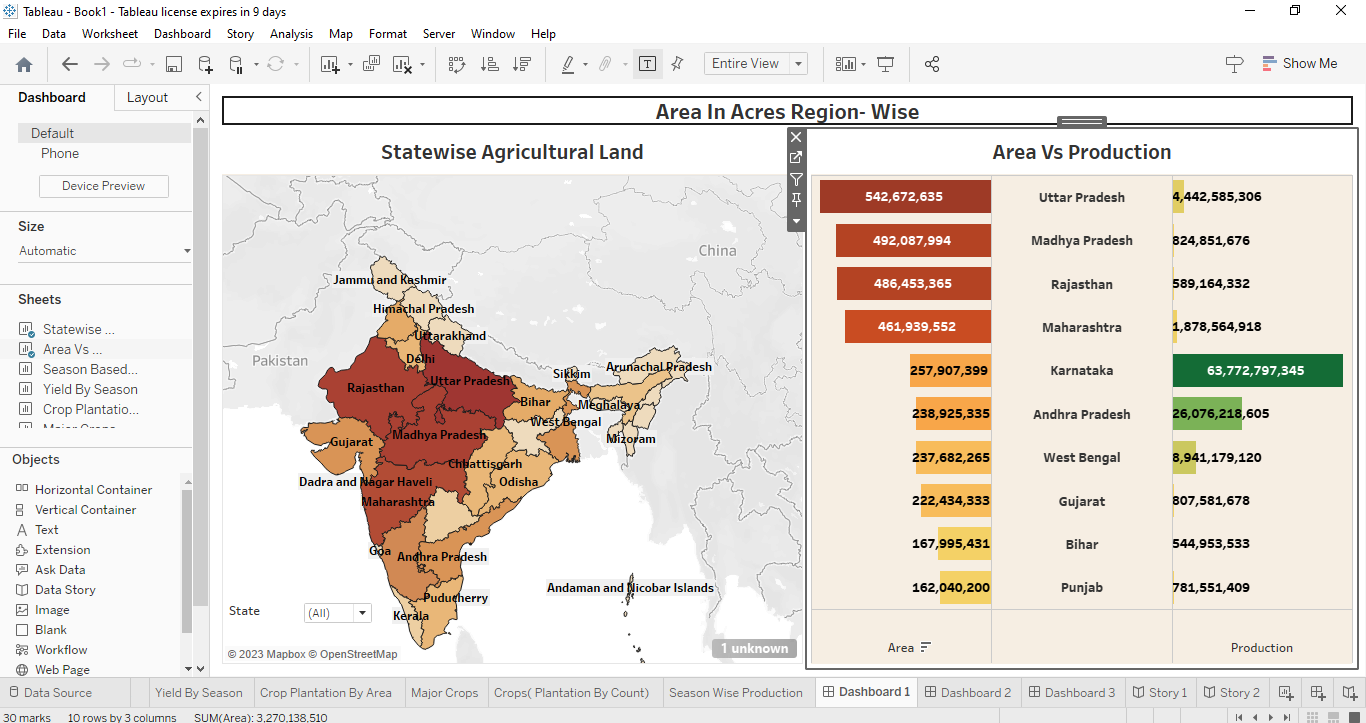 Tableau - Book1 - Tableau license expires in 9 days
File Data Worksheet Dashboard Story Analysis Map Format Server Window Help
Entire View
Show Me
Dashboard Layout
Default
Phone
Device Preview
Size
Automatic
Sheets
Statewise ...
Area Vs ...
Season Based...
Yield By Season
Crop Plantatio...
Objects
Horizontal Container
Vertical Container
Text
Extension
Ask Data
Data Story
Image
Blank
Workflow
Web Page
Area In Acres Region- Wise
Statewise Agricultural Land
China
Jammu and Kashmir
Himachal Pradesh
Uttarakhand
Pakistan
Delhi
Arunachal Pradesh
Sikkim
Rajasthan
Uttar Pradesh
Bihar
Meghalaya
West Bengal
Madhya Pradesh
Mizoram
Gujarat
Chhattisgarh
Dadra and Nagar Haveli
Odisha
Maharashtra
Goa
Andhra Pradesh
Andaman and Nicobar Islands
Puducherry
Kerala
State (All)
© 2023 Mapbox © OpenStreetMap
1 unknown
Area Vs Production
542,672,635 Uttar Pradesh 4,442,585,306
492,087,994 Madhya Pradesh 824,851,676
486,453,365 Rajasthan 589,164,332
461,939,552 Maharashtra 1,878,564,918
257,907,399 Karnataka 63,772,797,345
238,925,335 Andhra Pradesh 26,076,218,605
237,682,265 West Bengal 8,941,179,120
222,434,333 Gujarat 807,581,678
167,995,431 Bihar 544,953,533
162,040,200 Punjab 781,551,409
Area Production
Data Source Yield By Season Crop Plantation By Area Major Crops Crops( Plantation By Count) Season Wise Production Dashboard 1 Dashboard 2 Dashboard 3 Story 1 Story 2
30 marks 10 rows by 3 columns SUM(Area): 3,270,138,510